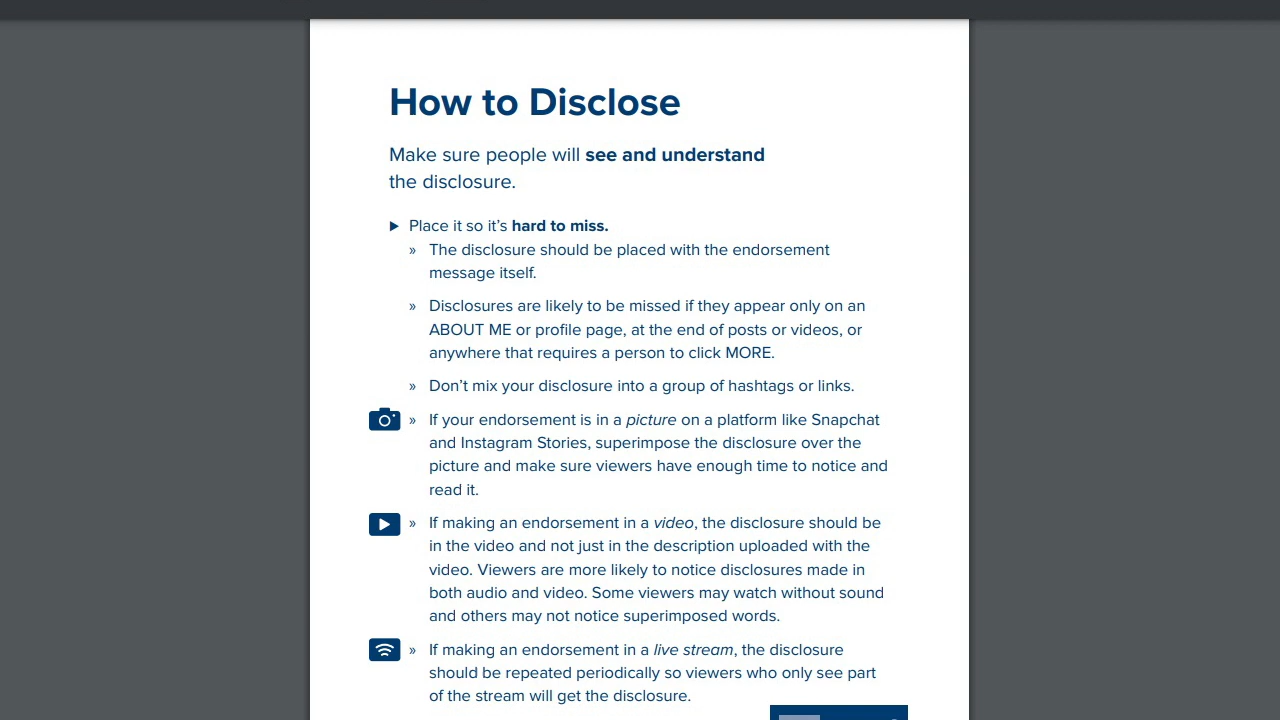 How to Disclose
Make sure people will see and understand
the disclosure.
▶ Place it so it’s hard to miss.
» The disclosure should be placed with the endorsement
message itself.
» Disclosures are likely to be missed if they appear only on an
ABOUT ME or profile page, at the end of posts or videos, or
anywhere that requires a person to click MORE.
» Don’t mix your disclosure into a group of hashtags or links.
» If your endorsement is in a picture on a platform like Snapchat
and Instagram Stories, superimpose the disclosure over the
picture and make sure viewers have enough time to notice and
read it.
» If making an endorsement in a video, the disclosure should be
in the video and not just in the description uploaded with the
video. Viewers are more likely to notice disclosures made in
both audio and video. Some viewers may watch without sound
and others may not notice superimposed words.
» If making an endorsement in a live stream, the disclosure
should be repeated periodically so viewers who only see part
of the stream will get the disclosure.